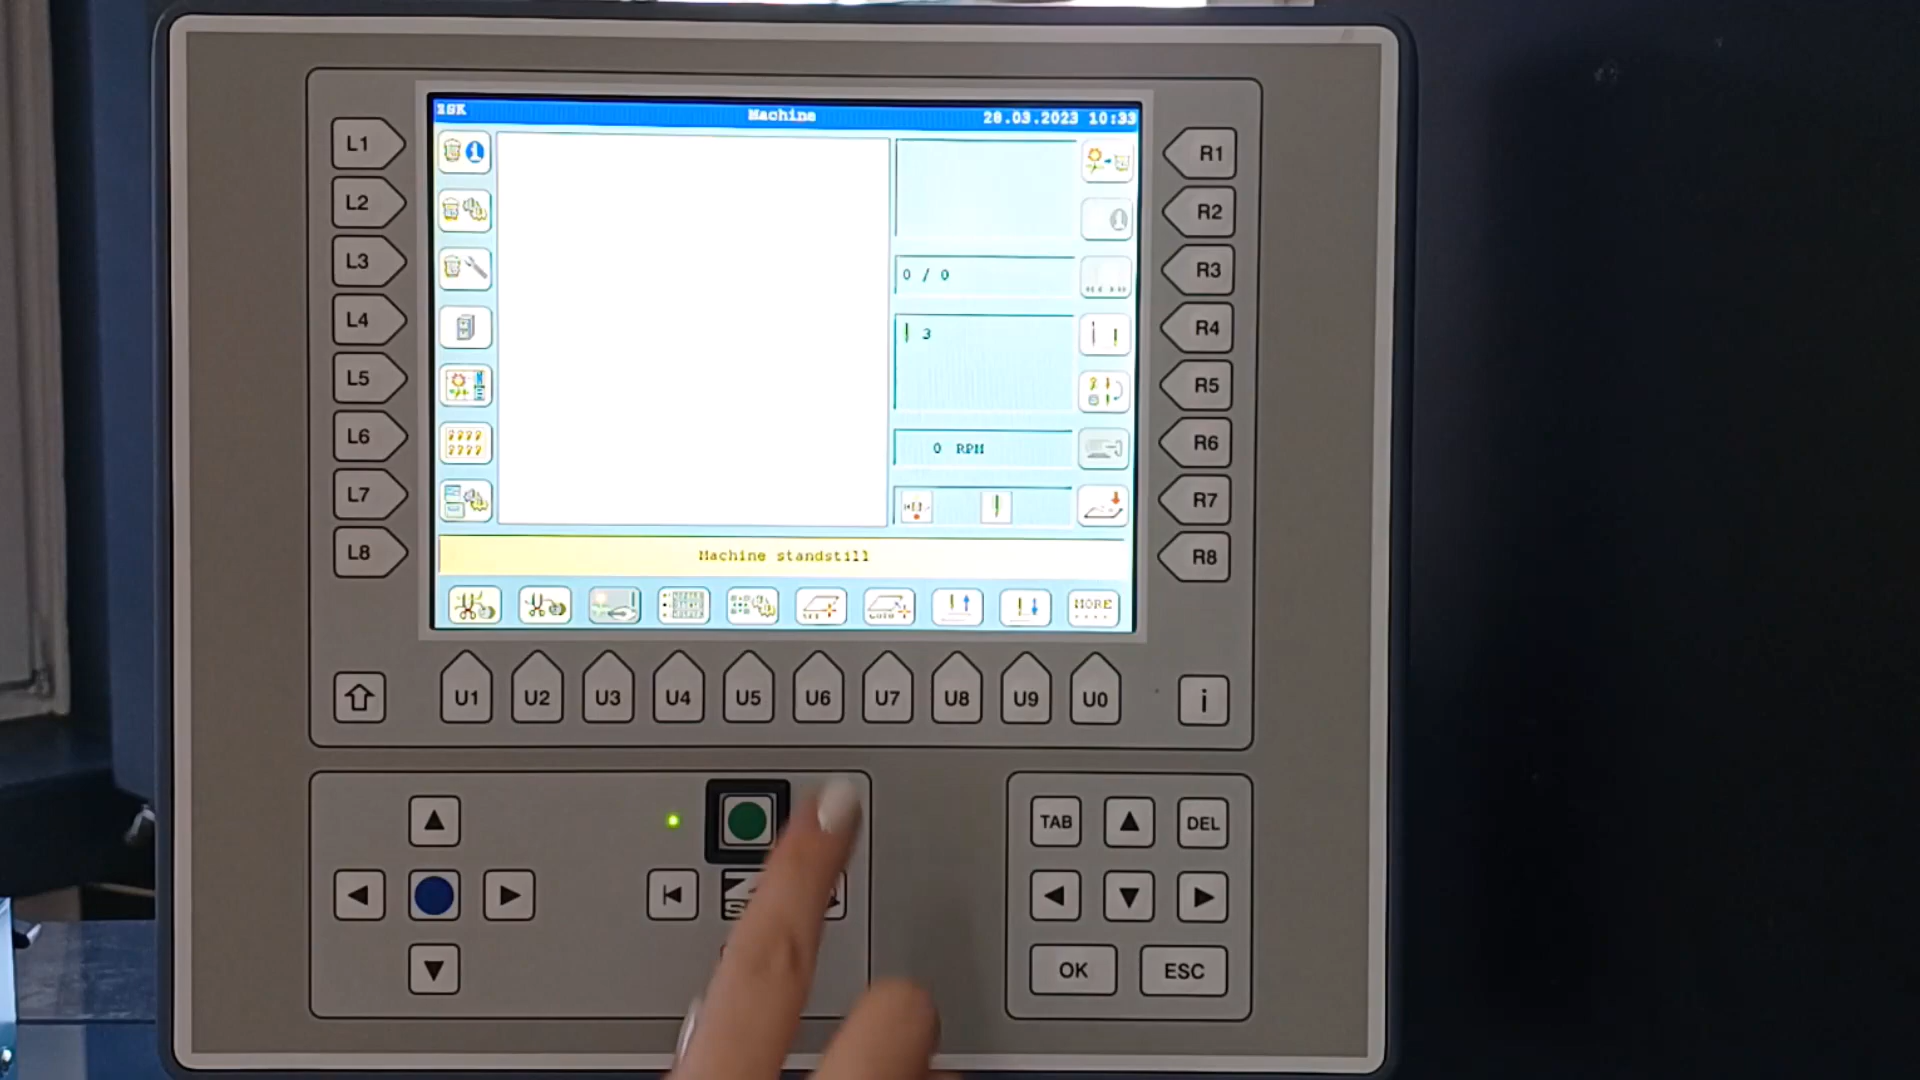 ZSK Machine 28.03.2023 10:33
L1
L2
L3
L4
L5
L6
L7
L8
0 / 0
3
0 RPM
Machine standstill
MORE
R1
R2
R3
R4
R5
R6
R7
R8
U1 U2 U3 U4 U5 U6 U7 U8 U9 U0
i
TAB
DEL
OK
ESC